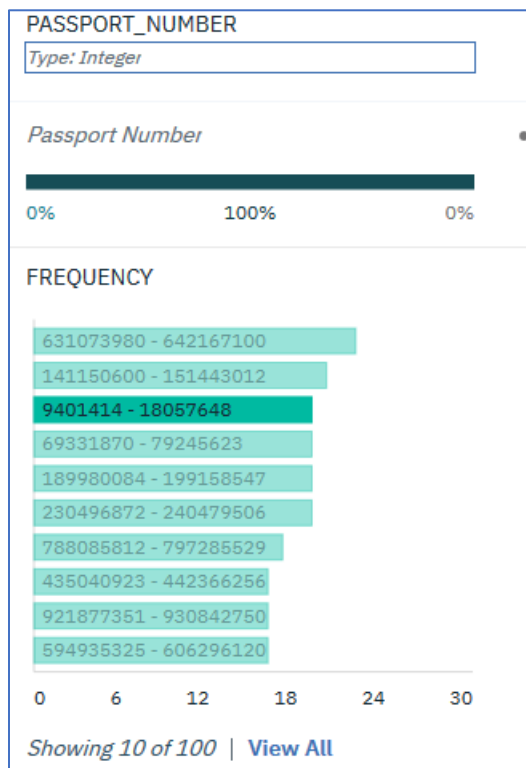 PASSPORT_NUMBER
Type: Integer
Passport Number
0% 100% 0%
FREQUENCY
631073980 - 642167100
141150600 - 151443012
9401414 - 18057648
69331870 - 79245623
189980084 - 199158547
230496872 - 240479506
788085812 - 797285529
435040923 - 442366256
921877351 - 930842750
594935325 - 606296120
0 6 12 18 24 30
Showing 10 of 100 | View All